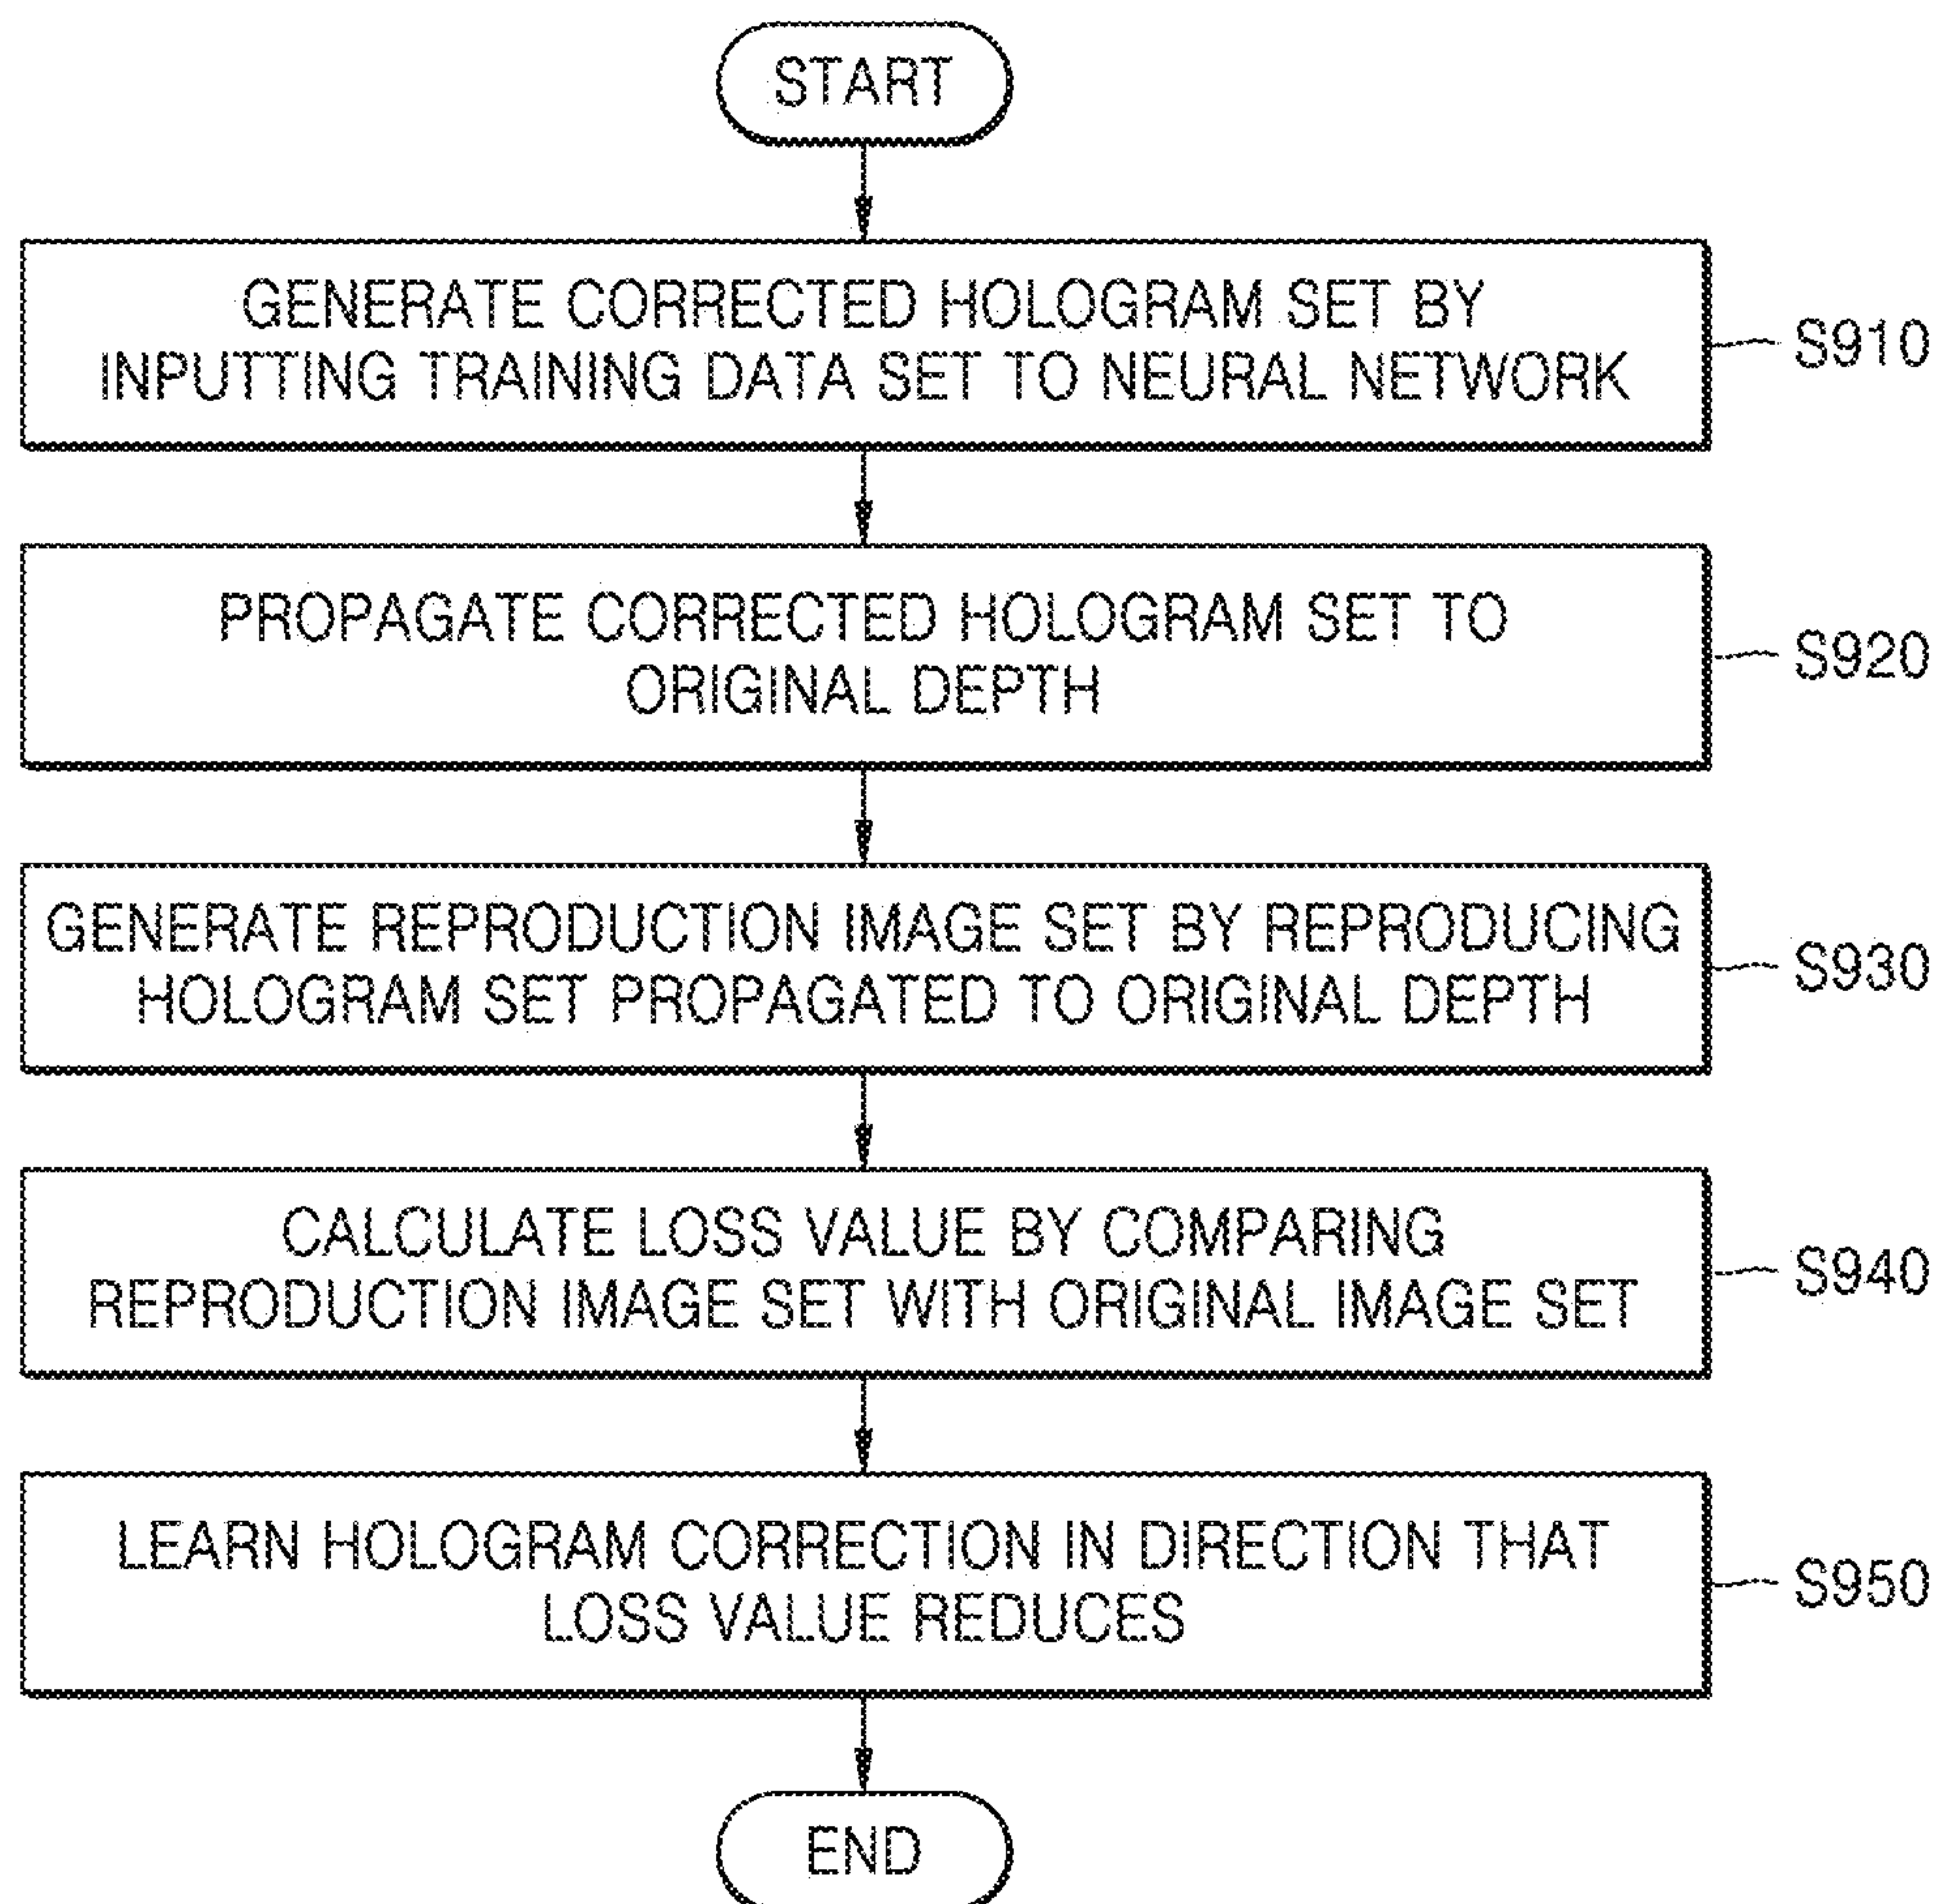 START
GENERATE CORRECTED HOLOGRAM SET BY
INPUTTING TRAINING DATA SET TO NEURAL NETWORK
S910
PROPAGATE CORRECTED HOLOGRAM SET TO
ORIGINAL DEPTH
S920
GENERATE REPRODUCTION IMAGE SET BY REPRODUCING
HOLOGRAM SET PROPAGATED TO ORIGINAL DEPTH
S930
CALCULATE LOSS VALUE BY COMPARING
REPRODUCTION IMAGE SET WITH ORIGINAL IMAGE SET
S940
LEARN HOLOGRAM CORRECTION IN DIRECTION THAT
LOSS VALUE REDUCES
S950
END